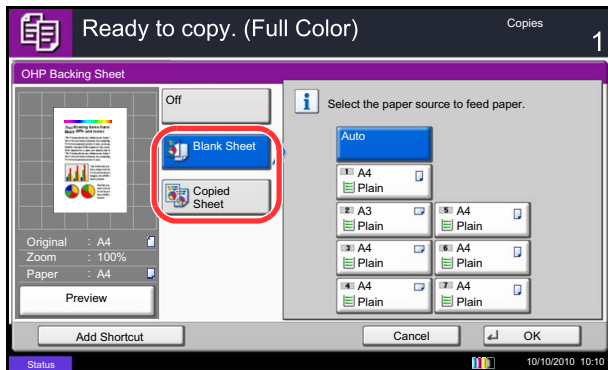 Ready to copy. (Full Color)
Copies
1
OHP Backing Sheet
Off
Blank Sheet
Copied
Sheet
Original : A4
Zoom : 100%
Paper : A4
Preview
Select the paper source to feed paper.
Auto
1 A4
Plain
2 A3
Plain
5 A4
Plain
3 A4
Plain
6 A4
Plain
4 A4
Plain
7 A4
Plain
Add Shortcut
Cancel
OK
Status
10/10/2010 10:10